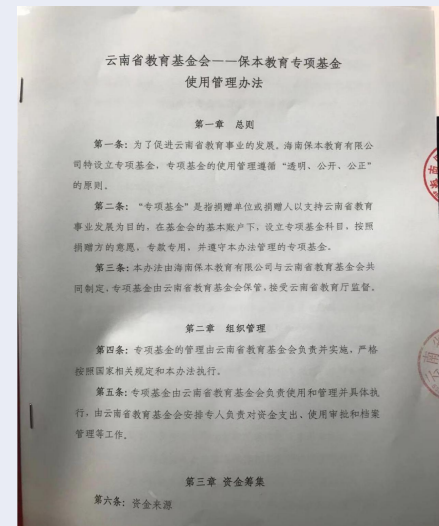 云南省教育基金会——保本教育专项基金
使用管理办法
第一章 总则
第一条：为了促进云南省教育事业的发展，海南保本教育有限公
司特设立专项基金，专项基金的使用管理遵循“透明、公开、公正”
的原则。
第二条：“专项基金”是指捐赠单位或捐赠人以支持云南省教育
事业发展为目的，在基金会的基本账户下，设立专项基金科目，按照
捐赠方的意愿，专款专用，并遵守本办法管理的专项基金。
第三条：本办法由海南保本教育有限公司与云南省教育基金会共
同制定，专项基金由云南省教育基金会保管，接受云南省教育厅监督。
第二章 组织管理
第四条：专项基金的管理由云南省教育基金会负责并实施，严格
按照国家相关规定和本办法执行。
第五条：专项基金由云南省教育基金会负责使用和管理并具体执
行，由云南省教育基金会安排专人负责对资金支出、使用审批和档案
管理等工作。
第三章 资金筹集
第六条：资金来源